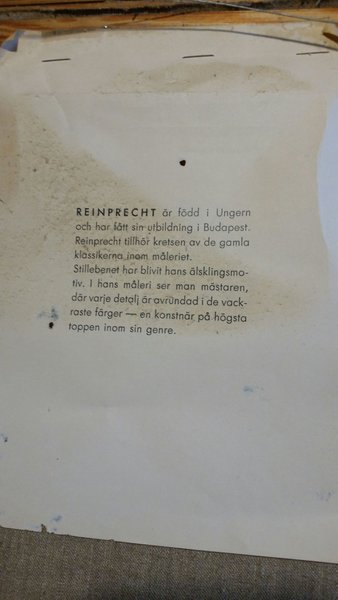 REINPRECHT är född i Ungern
och har fått sin utbildning i Budapest.
Reinprecht tillhör kretsen av de gamla
klassikerna inom måleriet.
Stillebenet har blivit hans älsklingsmo-
tiv. I hans måleri ser man mästaren,
där varje detalj är avrundad i de vack-
raste färger — en konstnär på högsta
toppen inom sin genre.